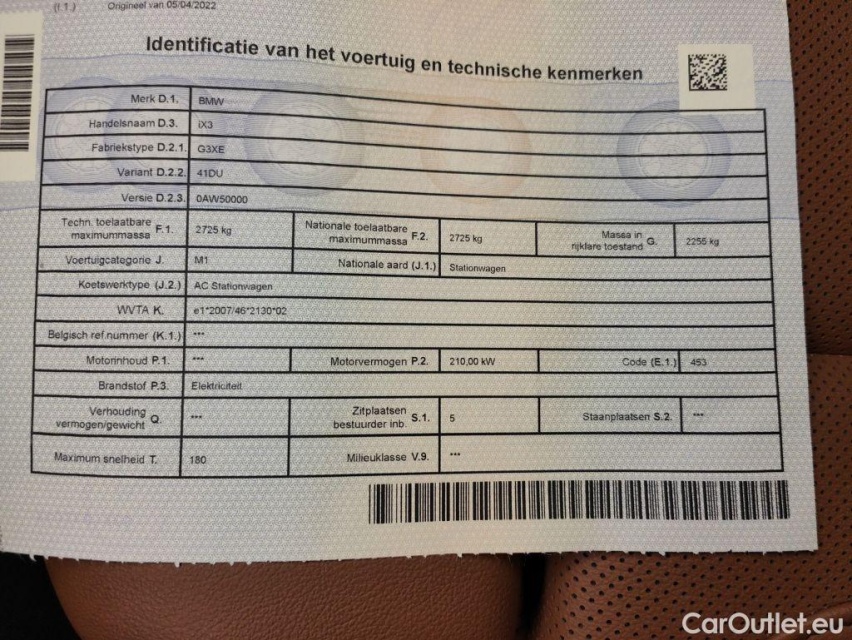 (I.1.) Origineel van 05/04/2022
Identificatie van het voertuig en technische kenmerken
Merk D.1. BMW
Handelsnaam D.3. iX3
Fabriekstype D.2.1. G3XE
Variant D.2.2. 41DU
Versie D.2.3. 0AW50000
Techn. toelaatbare maximummassa F.1. 2725 kg Nationale toelaatbare maximummassa F.2. 2725 kg Massa in rijklare toestand G. 2255 kg
Voertuigcategorie J. M1 Nationale aard (J.1.) Stationwagen
Koetswerktype (J.2.) AC Stationwagen
WVTA K. e1*2007/46*2130*02
Belgisch ref.nummer (K.1.) ***
Motorinhoud P.1. *** Motorvermogen P.2. 210,00 kW Code (E.1.) 453
Brandstof P.3. Elektriciteit
Verhouding vermogen/gewicht Q. *** Zitplaatsen bestuurder inb. S.1. 5 Staanplaatsen S.2. ***
Maximum snelheid T. 180 Milieuklasse V.9. ***
CarOutlet.eu